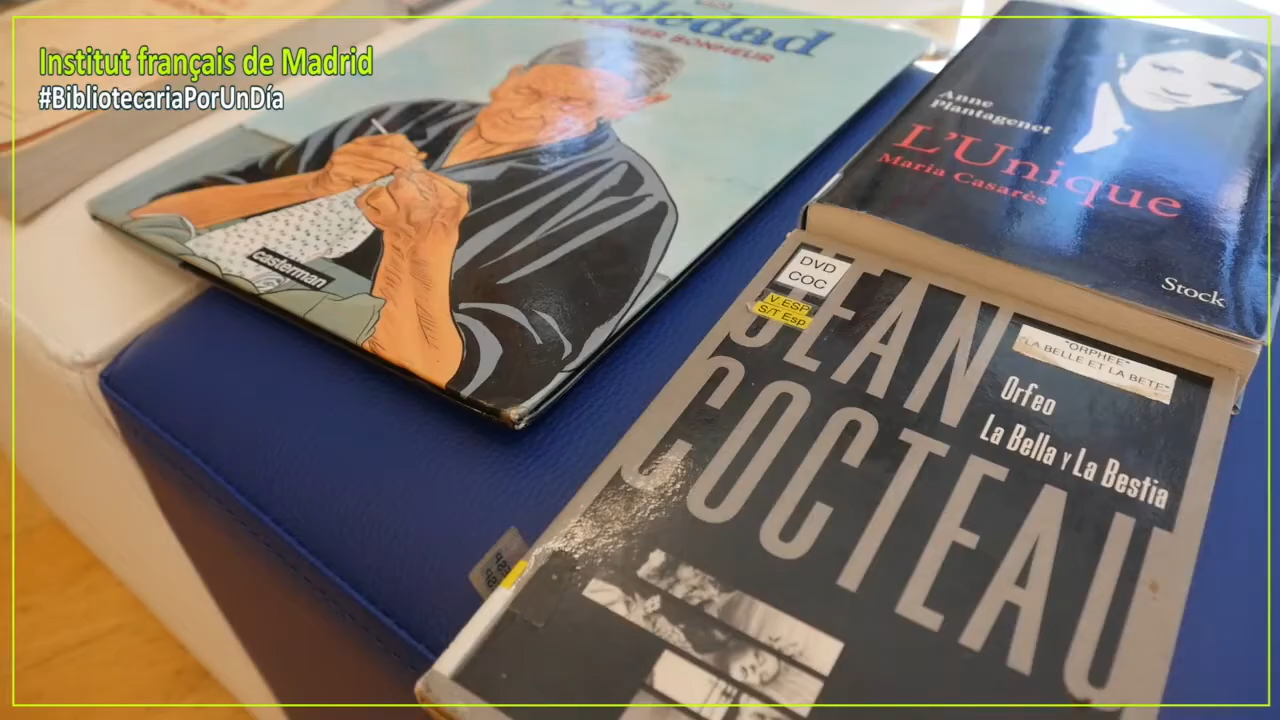 Institut français de Madrid
#BibliotecariaPorUnDía
Soledad
BONHEUR
casterman
Anne
Plantagenet
L'Unique
Maria Casarès
Stock
DVD
COC
V.ESP
S/T Esp
JEAN
COCTEAU
"ORPHEE"
"LA BELLE ET LA BETE"
Orfeo
La Bella y La Bestia